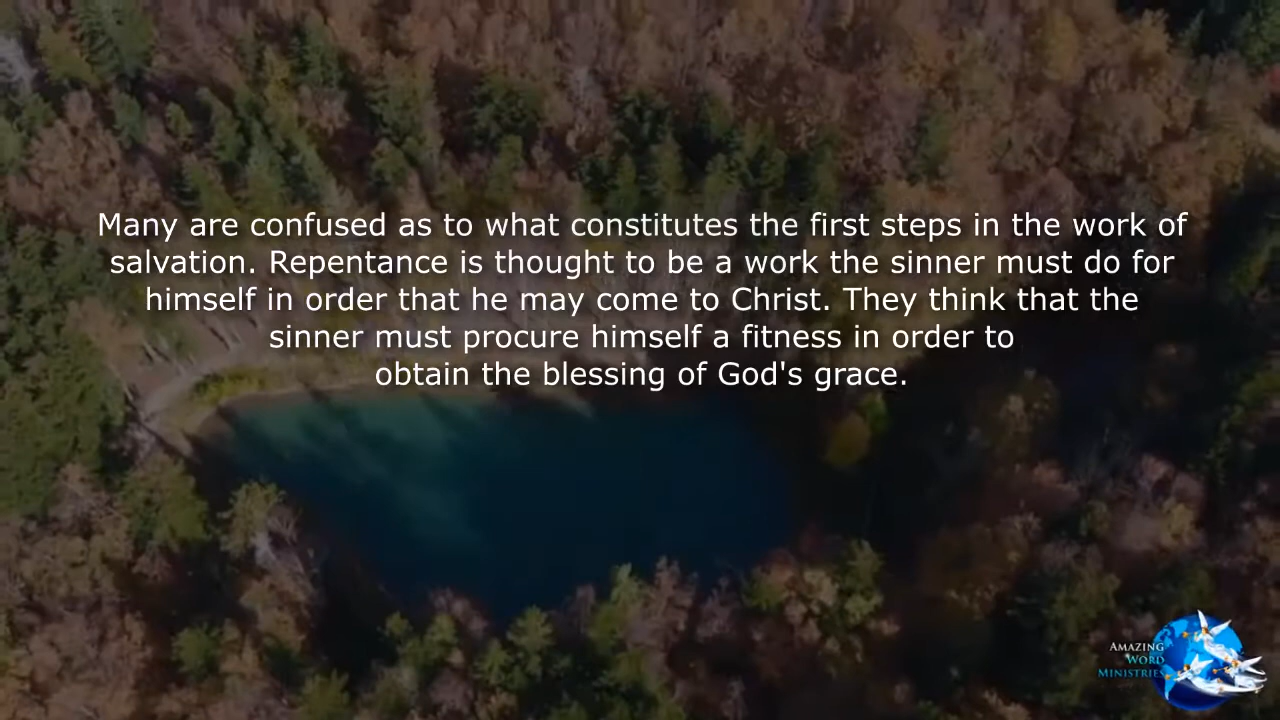 Many are confused as to what constitutes the first steps in the work of
salvation. Repentance is thought to be a work the sinner must do for
himself in order that he may come to Christ. They think that the
sinner must procure himself a fitness in order to
obtain the blessing of God's grace.
AMAZING
WORD
MINISTRIES